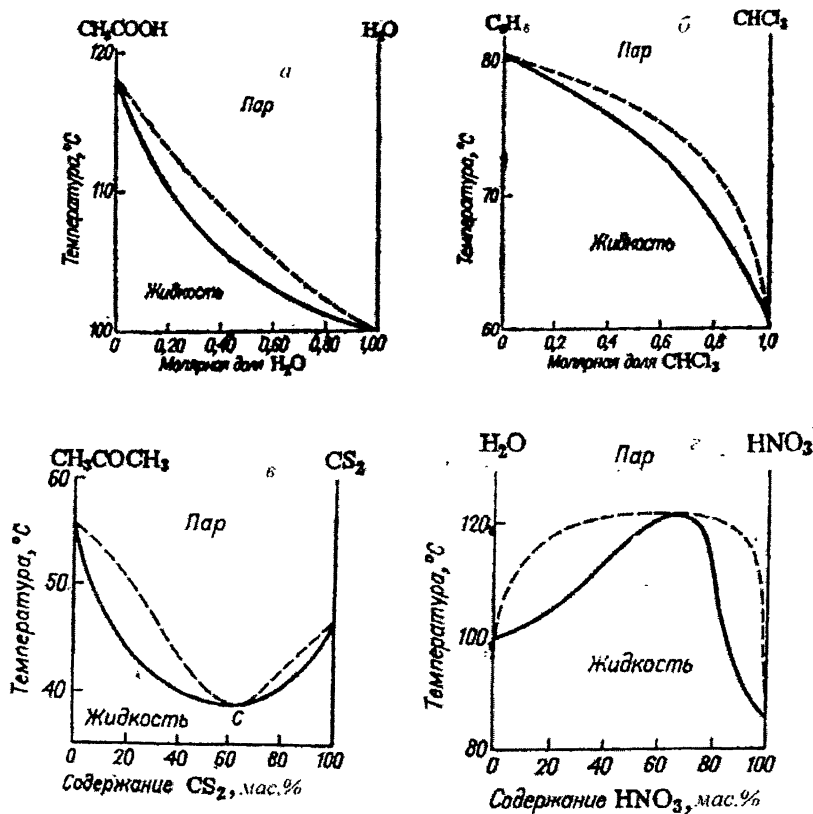 CH₃COOH а H₂O
120
110
100
Температура, °С
Пар
Жидкость
0 0,20 0,40 0,60 0,80 1,00
Молярная доля H₂O
C₆H₆ б CHCl₃
80
70
60
Температура, °С
Пар
Жидкость
0 0,2 0,4 0,6 0,8 1,0
Молярная доля CHCl₃
CH₃COCH₃ в CS₂
60
50
40
Температура, °С
Пар
Жидкость
C
0 20 40 60 80 100
Содержание CS₂, мас.%
H₂O г HNO₃
120
100
80
Температура, °С
Пар
Жидкость
0 20 40 60 80 100
Содержание HNO₃, мас.%